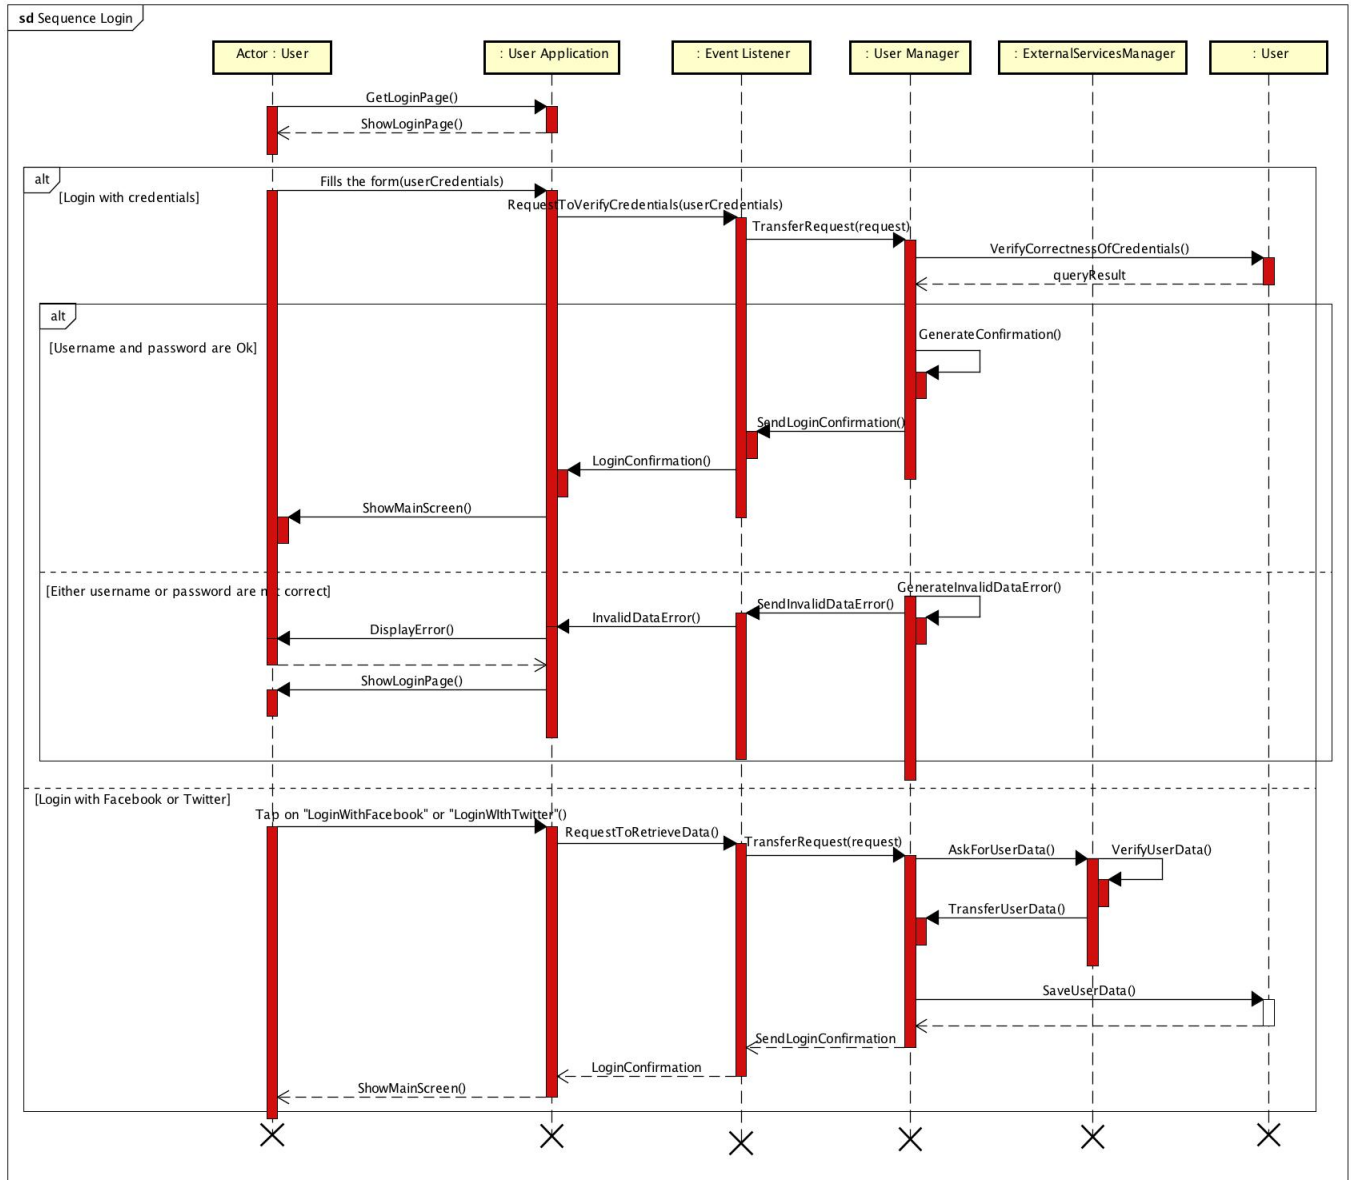 sd Sequence Login
Actor : User
: User Application
: Event Listener
: User Manager
: ExternalServicesManager
: User
GetLoginPage()
ShowLoginPage()
alt
[Login with credentials]
Fills the form(userCredentials)
RequestToVerifyCredentials(userCredentials)
TransferRequest(request)
VerifyCorrectnessOfCredentials()
queryResult
alt
[Username and password are Ok]
GenerateConfirmation()
SendLoginConfirmation()
LoginConfirmation()
ShowMainScreen()
[Either username or password are not correct]
GenerateInvalidDataError()
SendInvalidDataError()
InvalidDataError()
DisplayError()
ShowLoginPage()
[Login with Facebook or Twitter]
Tap on "LoginWithFacebook" or "LoginWIthTwitter"()
RequestToRetrieveData()
TransferRequest(request)
AskForUserData()
VerifyUserData()
TransferUserData()
SaveUserData()
SendLoginConfirmation
LoginConfirmation
ShowMainScreen()